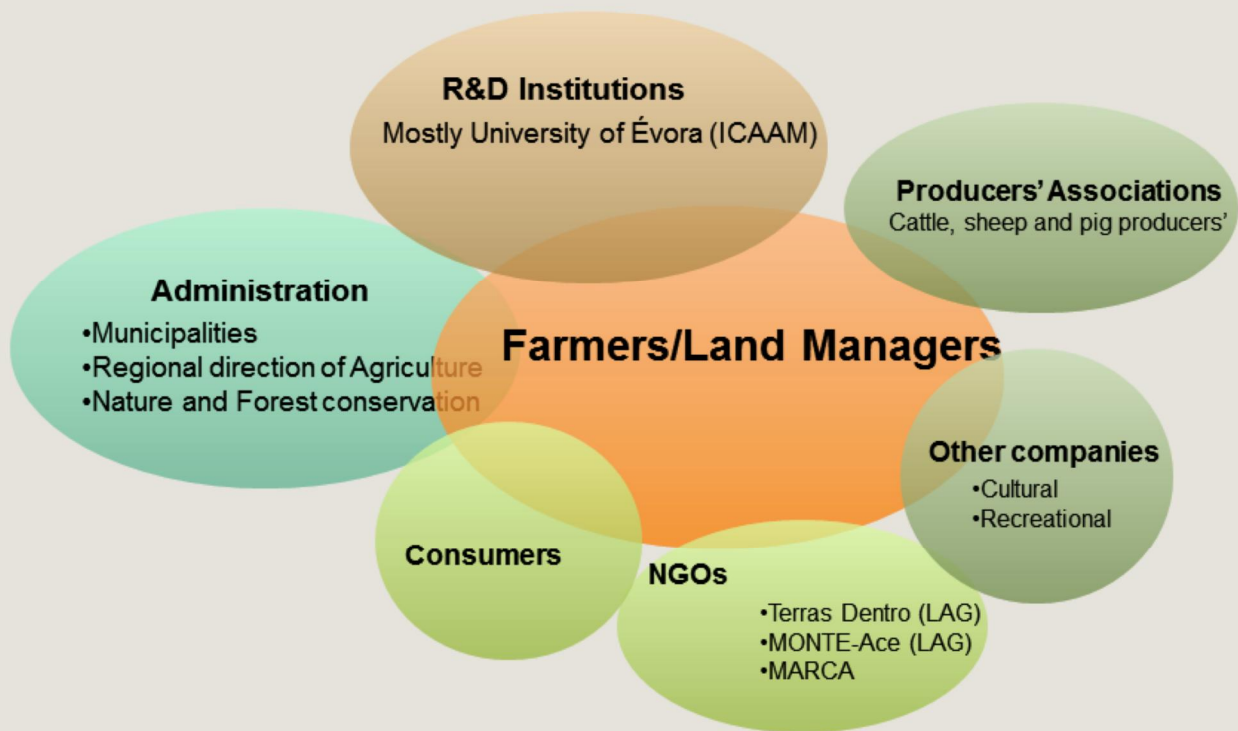 R&D Institutions
Mostly University of Évora (ICAAM)
Producers’ Associations
Cattle, sheep and pig producers’
Administration
•Municipalities
•Regional direction of Agriculture
•Nature and Forest conservation
Farmers/Land Managers
Other companies
•Cultural
•Recreational
Consumers
NGOs
•Terras Dentro (LAG)
•MONTE-Ace (LAG)
•MARCA